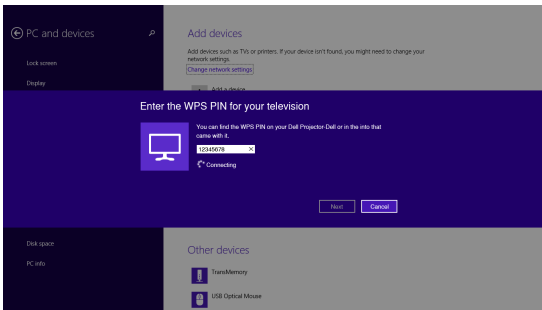 PC and devices
Lock screen
Display
Add devices
Add devices such as TVs or printers. If your device isn't found, you might need to change your
network settings.
Change network settings
Add a device
Enter the WPS PIN for your television
You can find the WPS PIN on your Dell Projector-Dell or in the into that
came with it.
12345678
Connecting
Next
Cancel
Disk space
PC info
Other devices
TransMemory
USB Optical Mouse